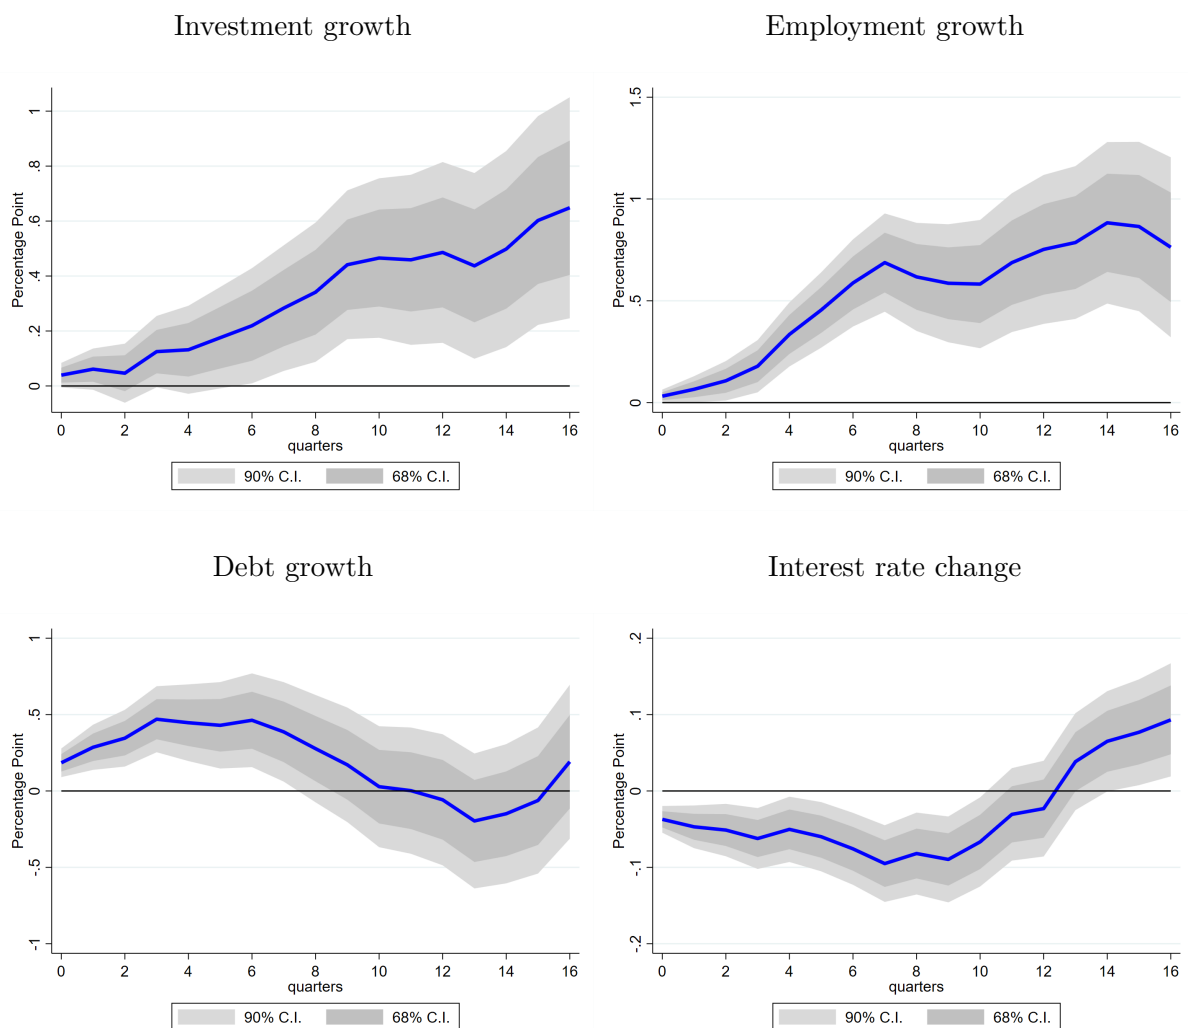 Investment growth
Employment growth
Percentage Point
1
.8
.6
.4
.2
0
0 2 4 6 8 10 12 14 16
quarters
90% C.I. 68% C.I.
Percentage Point
1.5
1
.5
0
0 2 4 6 8 10 12 14 16
quarters
90% C.I. 68% C.I.
Debt growth
Interest rate change
Percentage Point
1
.5
0
-.5
-1
0 2 4 6 8 10 12 14 16
quarters
90% C.I. 68% C.I.
Percentage Point
.2
.1
0
-.1
-.2
0 2 4 6 8 10 12 14 16
quarters
90% C.I. 68% C.I.